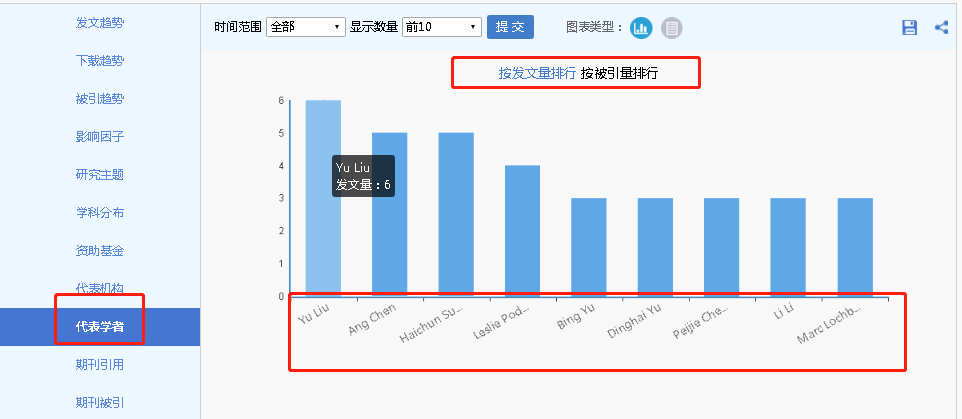 发文趋势
下载趋势
被引趋势
影响因子
研究主题
学科分布
资助基金
代表机构
代表学者
期刊引用
期刊被引
时间范围 全部 显示数量 前10 提 交 图表类型：
按发文量排行 按被引量排行
6
5
4
3
2
1
0
Yu Liu
发文量：6
Yu Liu
Ang Chen
Haichun Su...
Leslie Pod...
Bing Yu
Dinghai Yu
Peijie Che...
Li Li
Marc Lochb...